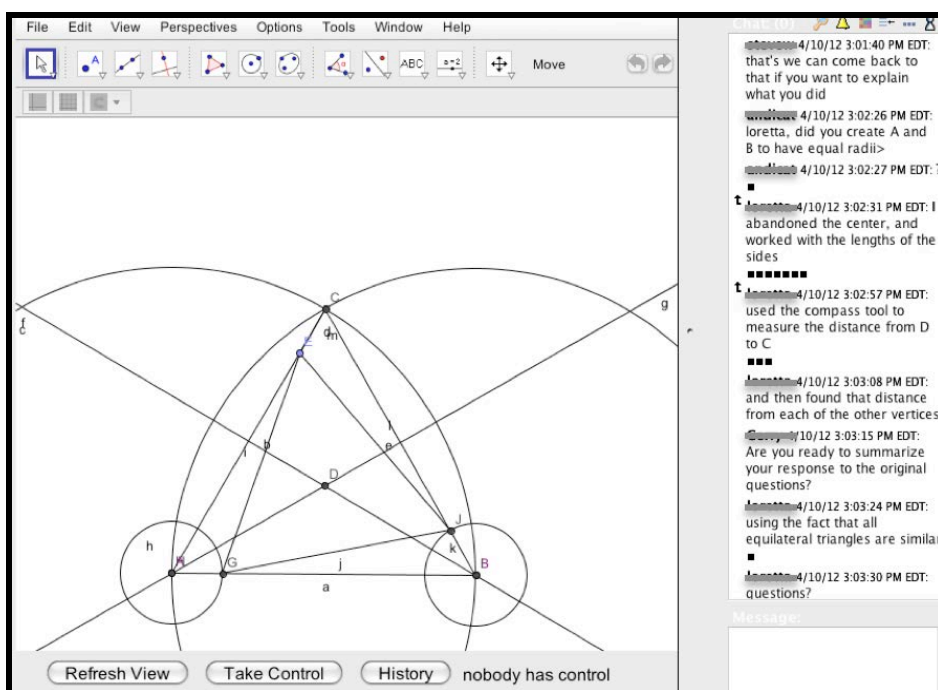 File Edit View Perspectives Options Tools Window Help
ABC a=2 Move
C
g
f
c
d
m
E
l
i
b
e
D
J
h
k
G
j
B
a
Refresh View Take Control History nobody has control
4/10/12 3:01:40 PM EDT:
that's we can come back to
that if you want to explain
what you did
4/10/12 3:02:26 PM EDT:
loretta, did you create A and
B to have equal radii>
4/10/12 3:02:27 PM EDT: ?
4/10/12 3:02:31 PM EDT: I
abandoned the center, and
worked with the lengths of the
sides
4/10/12 3:02:57 PM EDT:
used the compass tool to
measure the distance from D
to C
4/10/12 3:03:08 PM EDT:
and then found that distance
from each of the other vertices
/10/12 3:03:15 PM EDT:
Are you ready to summarize
your response to the original
questions?
4/10/12 3:03:24 PM EDT:
using the fact that all
equilateral triangles are similar
4/10/12 3:03:30 PM EDT:
questions?
Message: